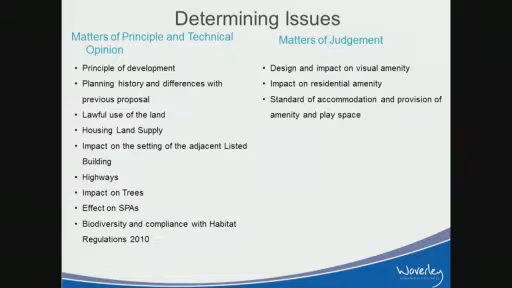 Determining Issues
Matters of Principle and Technical
Opinion
• Principle of development
• Planning history and differences with
previous proposal
• Lawful use of the land
• Housing Land Supply
• Impact on the setting of the adjacent Listed
Building
• Highways
• Impact on Trees
• Effect on SPAs
• Biodiversity and compliance with Habitat
Regulations 2010
Matters of Judgement
• Design and impact on visual amenity
• Impact on residential amenity
• Standard of accommodation and provision of
amenity and play space
Waverley